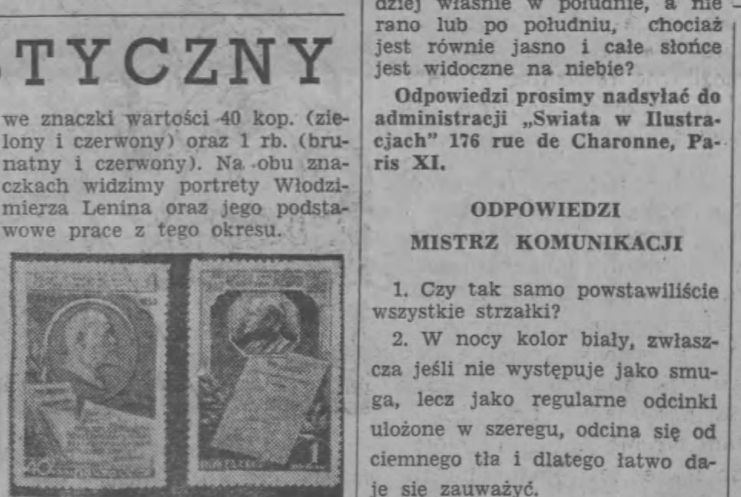 TYCZNY
we znaczki wartości 40 kop. (zie-
lony i czerwony) oraz 1 rb. (bru-
natny i czerwony). Na obu zna-
czkach widzimy portrety Włodzi-
mierza Lenina oraz jego podsta-
wowe prace z tego okresu.
40
1
dziej właśnie w południe, a nie
rano lub po południu, chociaż
jest równie jasno i całe słońce
jest widoczne na niebie?
Odpowiedzi prosimy nadsyłać do
administracji „Swiata w Ilustra-
cjach" 176 rue de Charonne, Pa-
ris XI.
ODPOWIEDZI
MISTRZ KOMUNIKACJI
1. Czy tak samo powstawiliście
wszystkie strzałki?
2. W nocy kolor biały, zwłasz-
cza jeśli nie występuje jako smu-
ga, lecz jako regularne odcinki
ułożone w szeregu, odcina się od
ciemnego tła i dlatego łatwo da-
je się zauważyć.